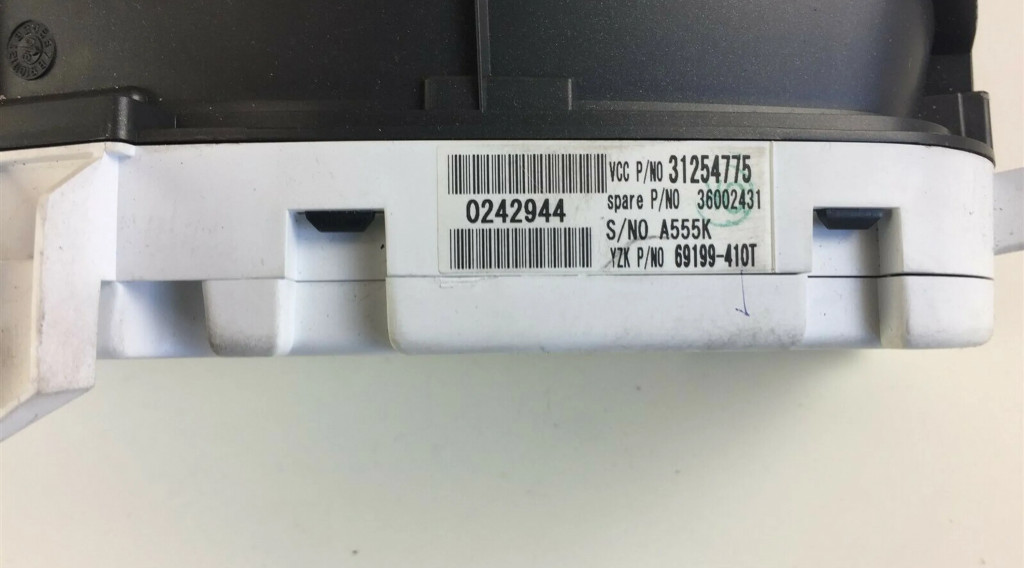 VCC P/NO 31254775
spare P/NO 36002431
0242944
S/NO A555K
YZK P/NO 69199-410T